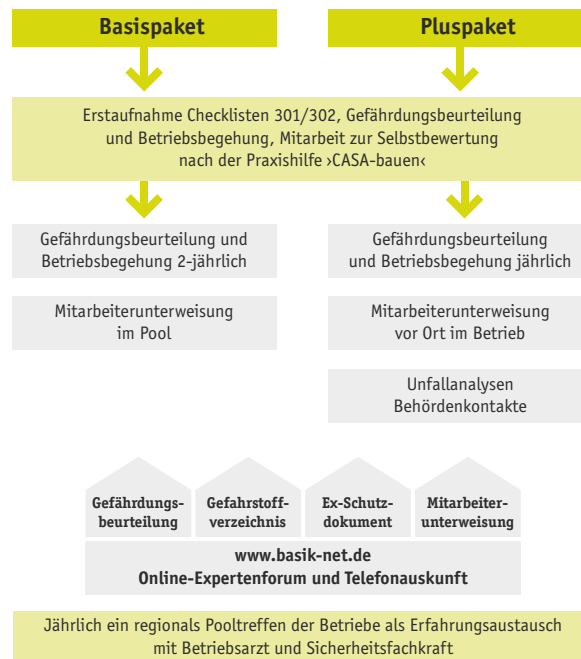 Basispaket
Pluspaket
Erstaufnahme Checklisten 301/302, Gefährdungsbeurteilung
und Betriebsbegehung, Mitarbeit zur Selbstbewertung
nach der Praxishilfe ›CASA-bauen‹
Gefährdungsbeurteilung und
Betriebsbegehung 2-jährlich
Mitarbeiterunterweisung
im Pool
Gefährdungsbeurteilung
und Betriebsbegehung jährlich
Mitarbeiterunterweisung
vor Ort im Betrieb
Unfallanalysen
Behördenkontakte
Gefährdungs-
beurteilung
Gefahrstoff-
verzeichnis
Ex-Schutz-
dokument
Mitarbeiter-
unterweisung
www.basik-net.de
Online-Expertenforum und Telefonauskunft
Jährlich ein regionals Pooltreffen der Betriebe als Erfahrungsaustausch
mit Betriebsarzt und Sicherheitsfachkraft